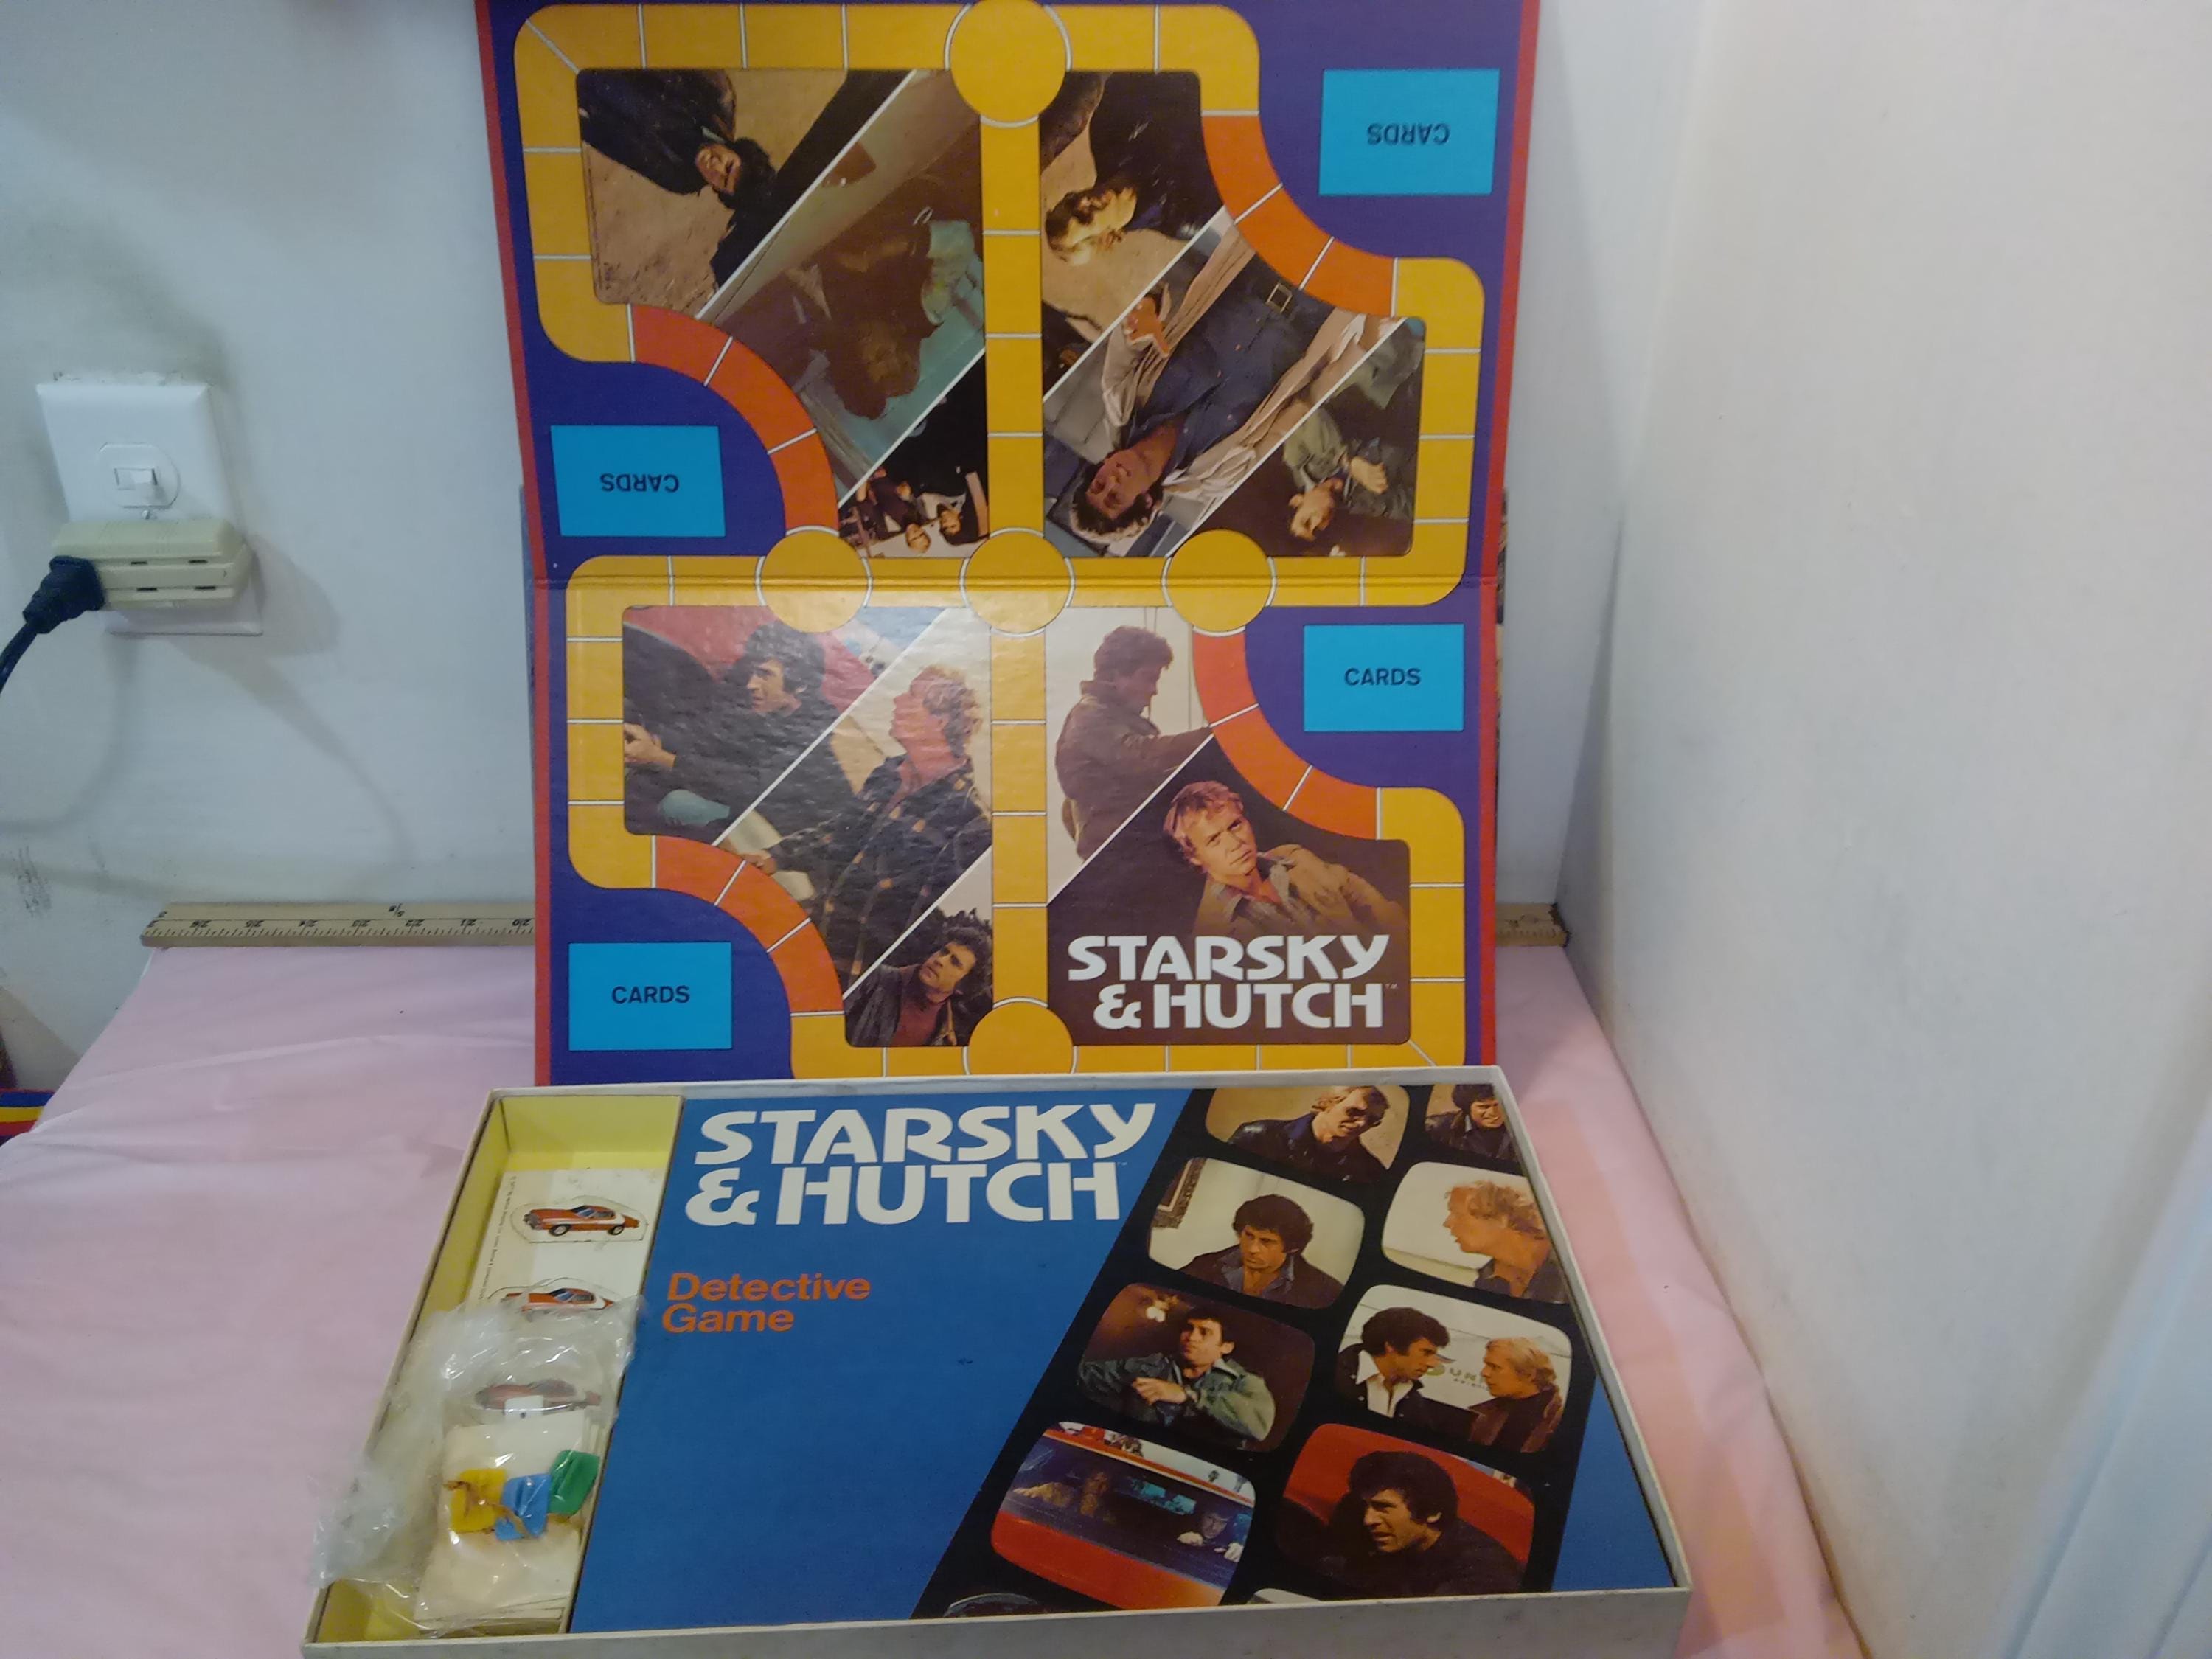 CARDS
CARDS
CARDS
CARDS
STARSKY
& HUTCH
STARSKY
& HUTCH
Detective
Game